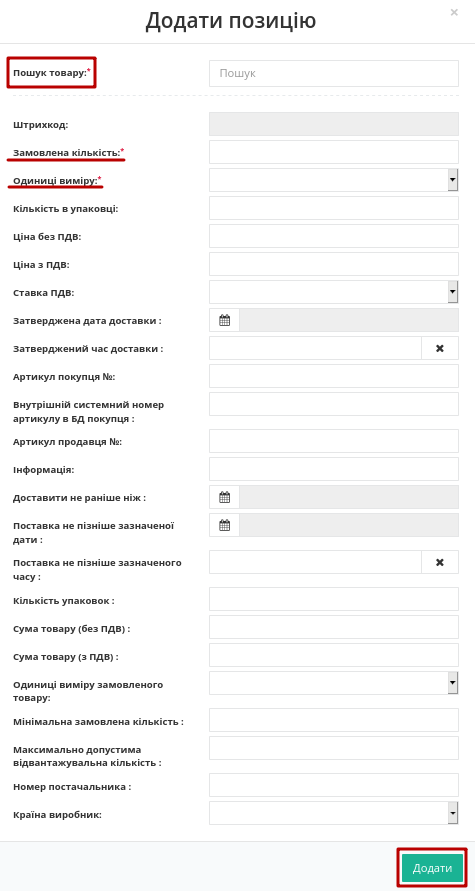 Додати позицію
×
Пошук товару:*
Пошук
Штрихкод:
Замовлена кількість:*
Одиниці виміру:*
Кількість в упаковці:
Ціна без ПДВ:
Ціна з ПДВ:
Ставка ПДВ:
Затверджена дата доставки :
Затверджений час доставки :
Артикул покупця №:
Внутрішній системний номер
артикулу в БД покупця :
Артикул продавця №:
Інформація:
Доставити не раніше ніж :
Поставка не пізніше зазначеної
дати :
Поставка не пізніше зазначеного
часу :
Кількість упаковок :
Сума товару (без ПДВ) :
Сума товару (з ПДВ) :
Одиниці виміру замовленого
товару:
Мінімальна замовлена кількість :
Максимально допустима
відвантажувальна кількість :
Номер постачальника :
Країна виробник:
Додати